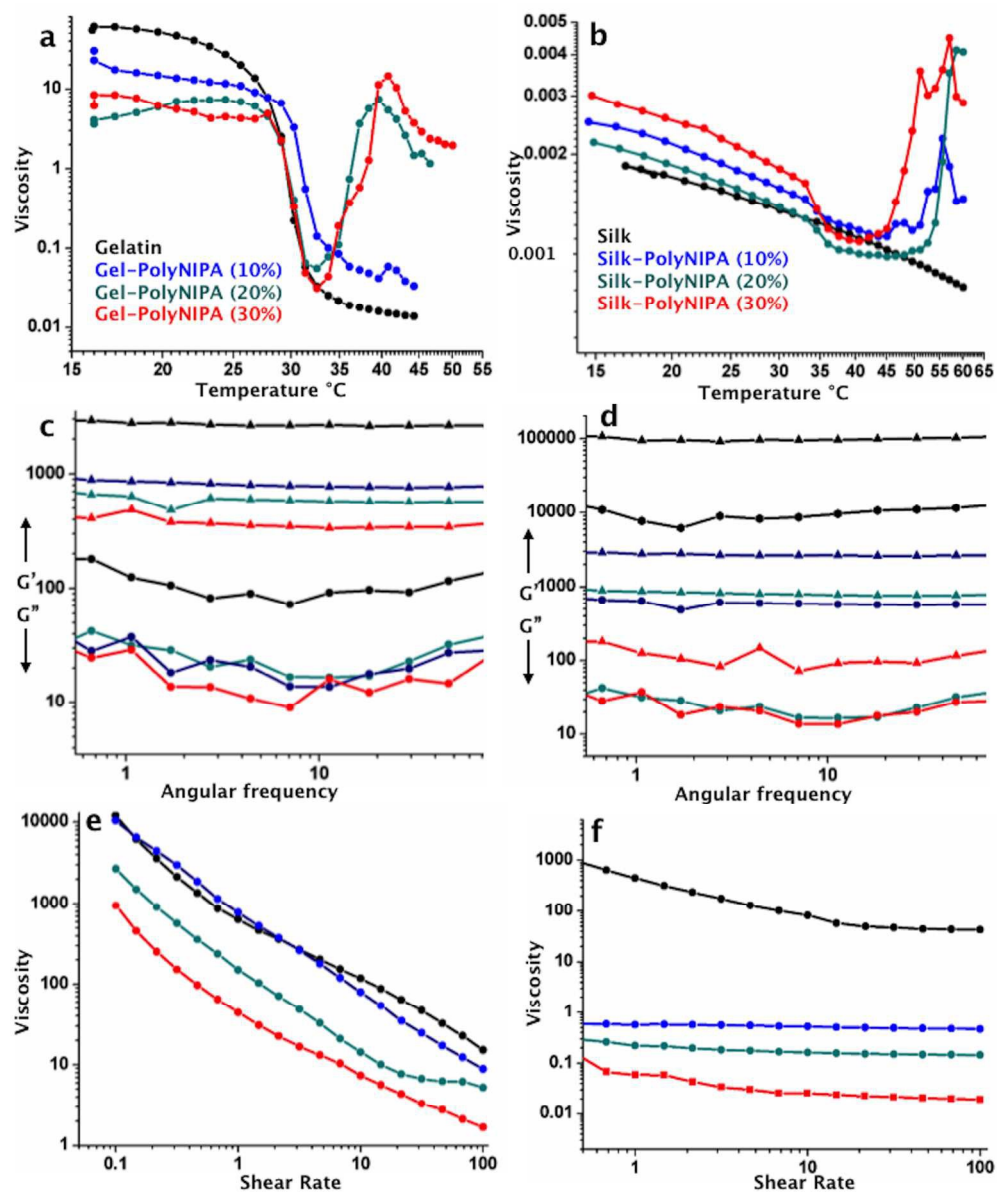 a
Viscosity
10
1
0.1
0.01
Gelatin
Gel-PolyNIPA (10%)
Gel-PolyNIPA (20%)
Gel-PolyNIPA (30%)
15 20 25 30 35 40 45 50 55
Temperature °C
b
Viscosity
0.005
0.004
0.003
0.002
0.001
Silk
Silk-PolyNIPA (10%)
Silk-PolyNIPA (20%)
Silk-PolyNIPA (30%)
15 20 25 30 35 40 45 50 55 60 65
Temperature °C
c
1000
100
10
G'
G"
1 10
Angular frequency
d
100000
10000
1000
100
10
G'
G"
1 10
Angular frequency
e
Viscosity
10000
1000
100
10
1
0.1 1 10 100
Shear Rate
f
Viscosity
1000
100
10
1
0.1
0.01
1 10 100
Shear Rate